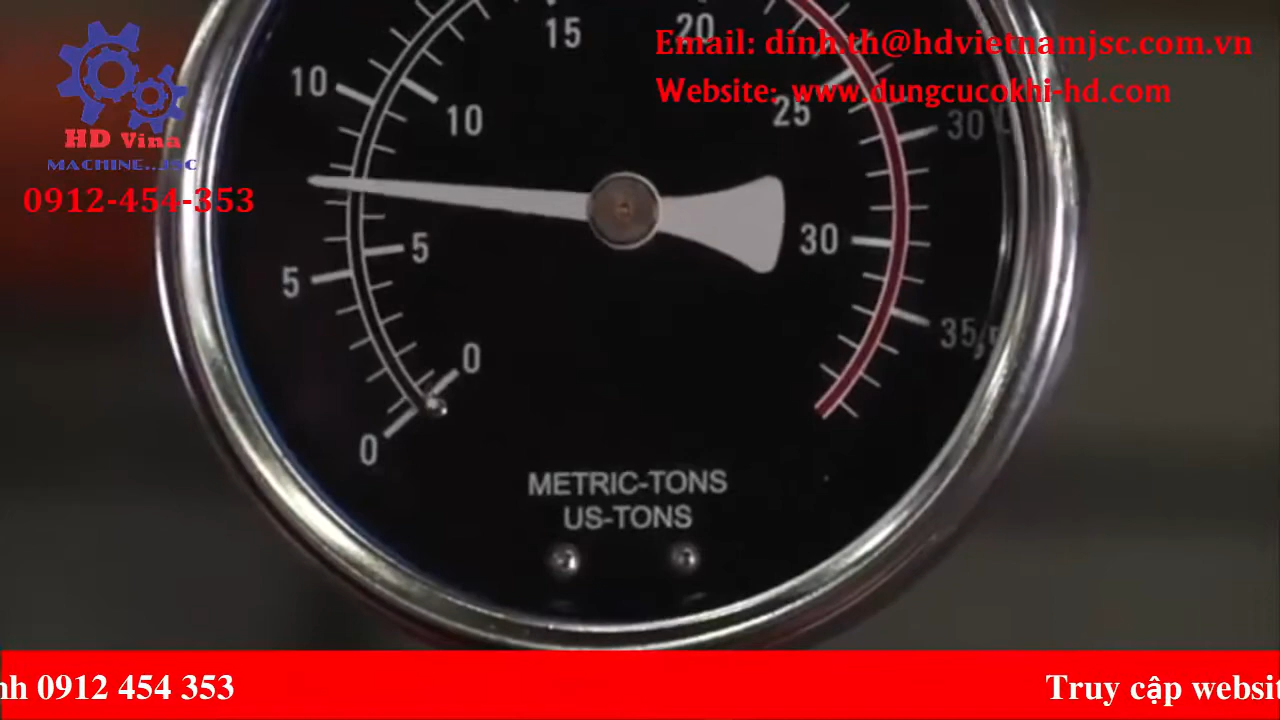 15
20
Email: dinh.th@hdvietnamjsc.com.vn
10
Website: www.dungcucokhi-hd.com
10
25
30
HD Vina
MACHINE..JSC
0912-454-353
5
30
5
35
0
0
METRIC-TONS
US-TONS
nh 0912 454 353
Truy cập websit